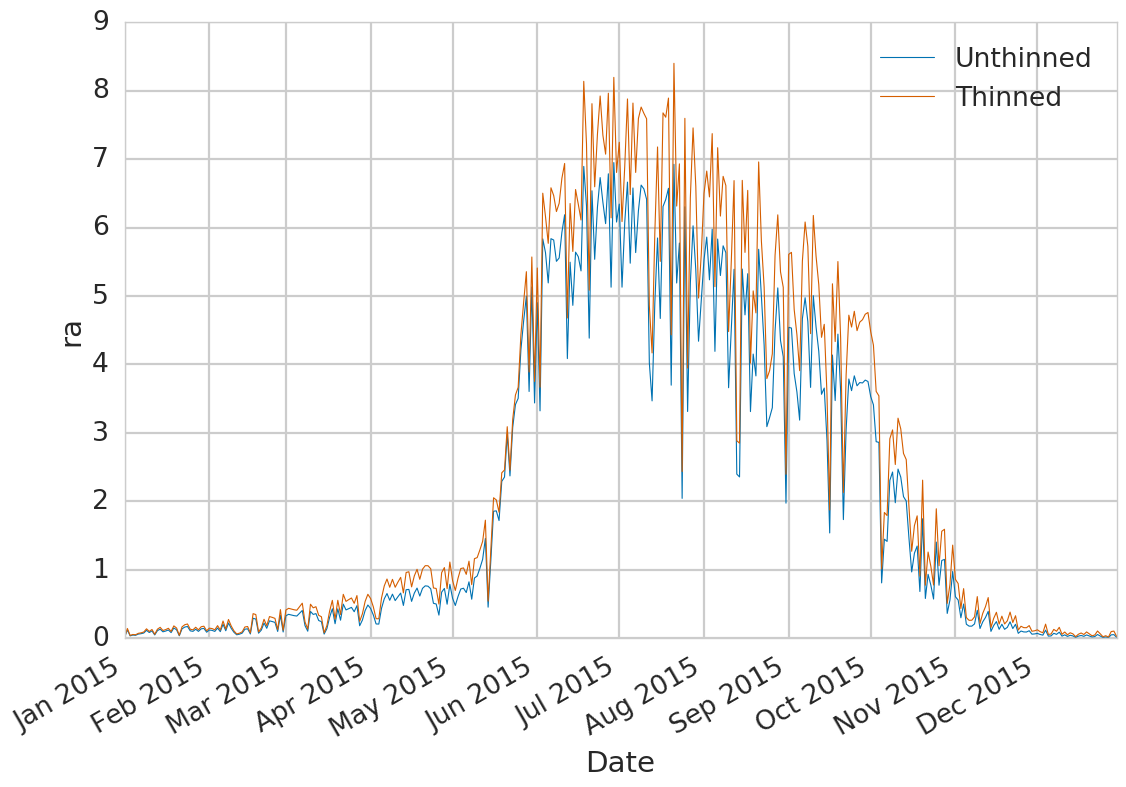 9
8
7
6
5
4
3
2
1
0
ra
Unthinned
Thinned
Jan 2015
Feb 2015
Mar 2015
Apr 2015
May 2015
Jun 2015
Jul 2015
Aug 2015
Sep 2015
Oct 2015
Nov 2015
Dec 2015
Date